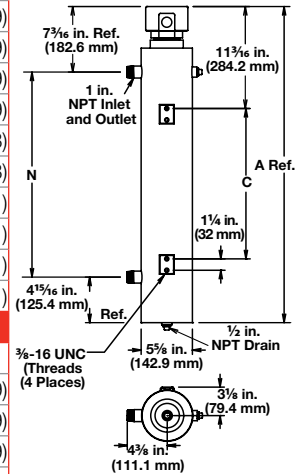 7³⁄₁₆ in. Ref.
(182.6 mm)
11³⁄₁₆ in.
(284.2 mm)
1 in.
NPT Inlet
and Outlet
A Ref.
N
C
1¼ in.
(32 mm)
4¹⁵⁄₁₆ in.
(125.4 mm)
Ref.
½ in.
NPT Drain
⅜-16 UNC
(Threads
(4 Places)
5⅝ in.
(142.9 mm)
3⅛ in.
(79.4 mm)
4⅜ in.
(111.1 mm)